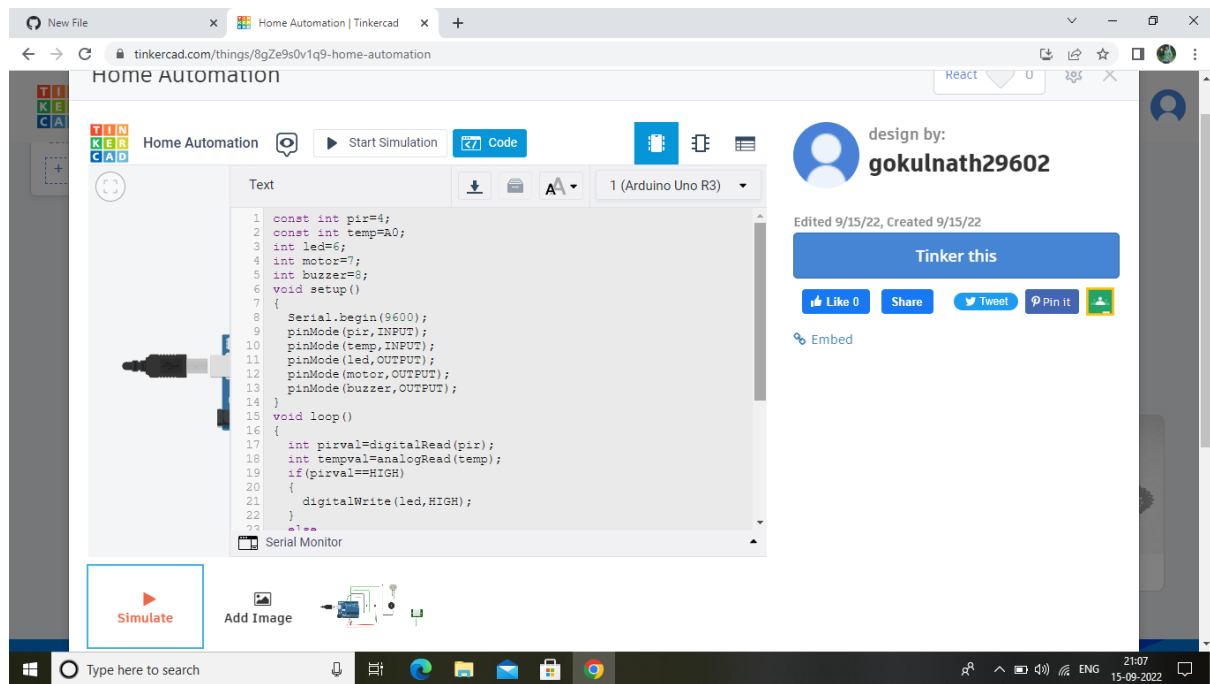 New File
Home Automation | Tinkercad
tinkercad.com/things/8gZe9s0v1q9-home-automation
Home Automation
React
0
TIN
KER
CAD
Home Automation
Start Simulation
Code
design by:
gokulnath29602
Text
1 (Arduino Uno R3)
Edited 9/15/22, Created 9/15/22
Tinker this
Like 0
Share
Tweet
Pin it
Embed
1 const int pir=4;
2 const int temp=A0;
3 int led=6;
4 int motor=7;
5 int buzzer=8;
6 void setup()
7 {
8 Serial.begin(9600);
9 pinMode(pir,INPUT);
10 pinMode(temp,INPUT);
11 pinMode(led,OUTPUT);
12 pinMode(motor,OUTPUT);
13 pinMode(buzzer,OUTPUT);
14 }
15 void loop()
16 {
17 int pirval=digitalRead(pir);
18 int tempval=analogRead(temp);
19 if(pirval==HIGH)
20 {
21 digitalWrite(led,HIGH);
22 }
23 else
Serial Monitor
Simulate
Add Image
Type here to search
ENG
21:07
15-09-2022